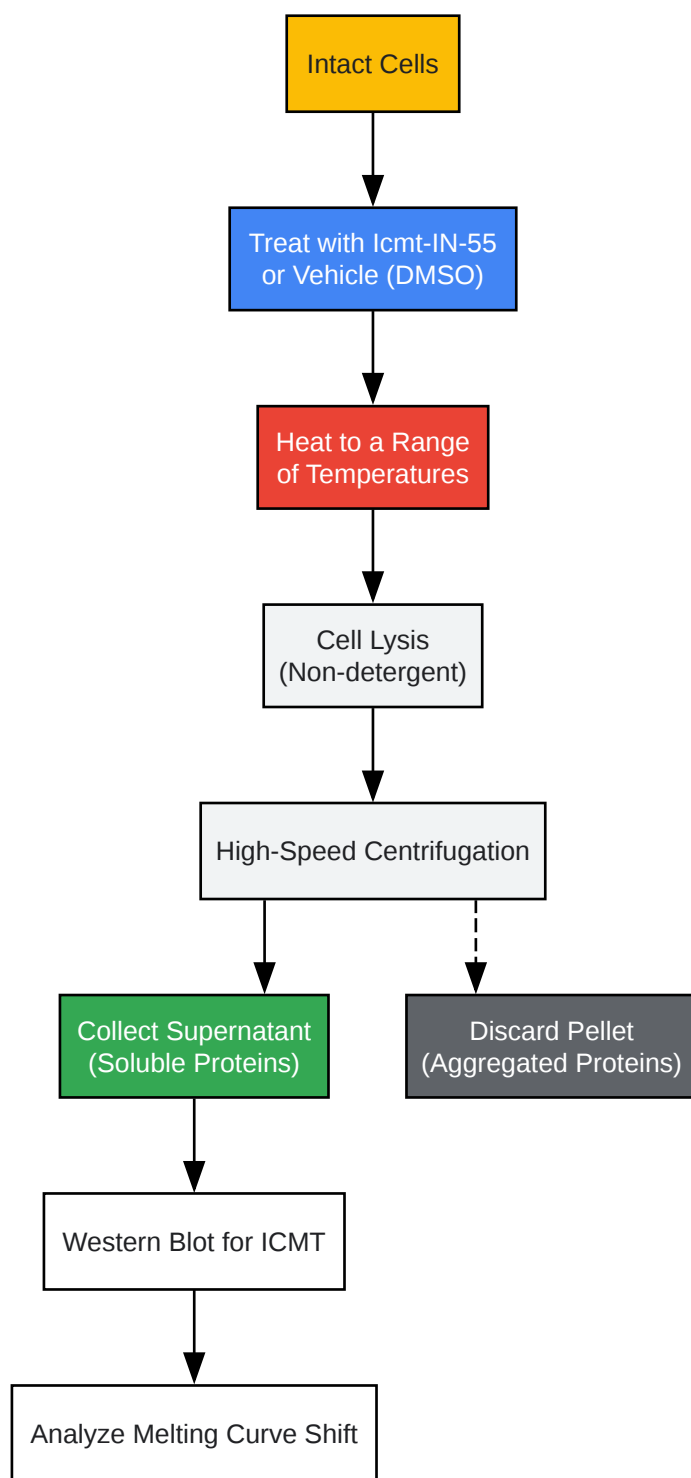 Intact Cells
Treat with Icmt-IN-55
or Vehicle (DMSO)
Heat to a Range
of Temperatures
Cell Lysis
(Non-detergent)
High-Speed Centrifugation
Collect Supernatant
(Soluble Proteins)
Discard Pellet
(Aggregated Proteins)
Western Blot for ICMT
Analyze Melting Curve Shift